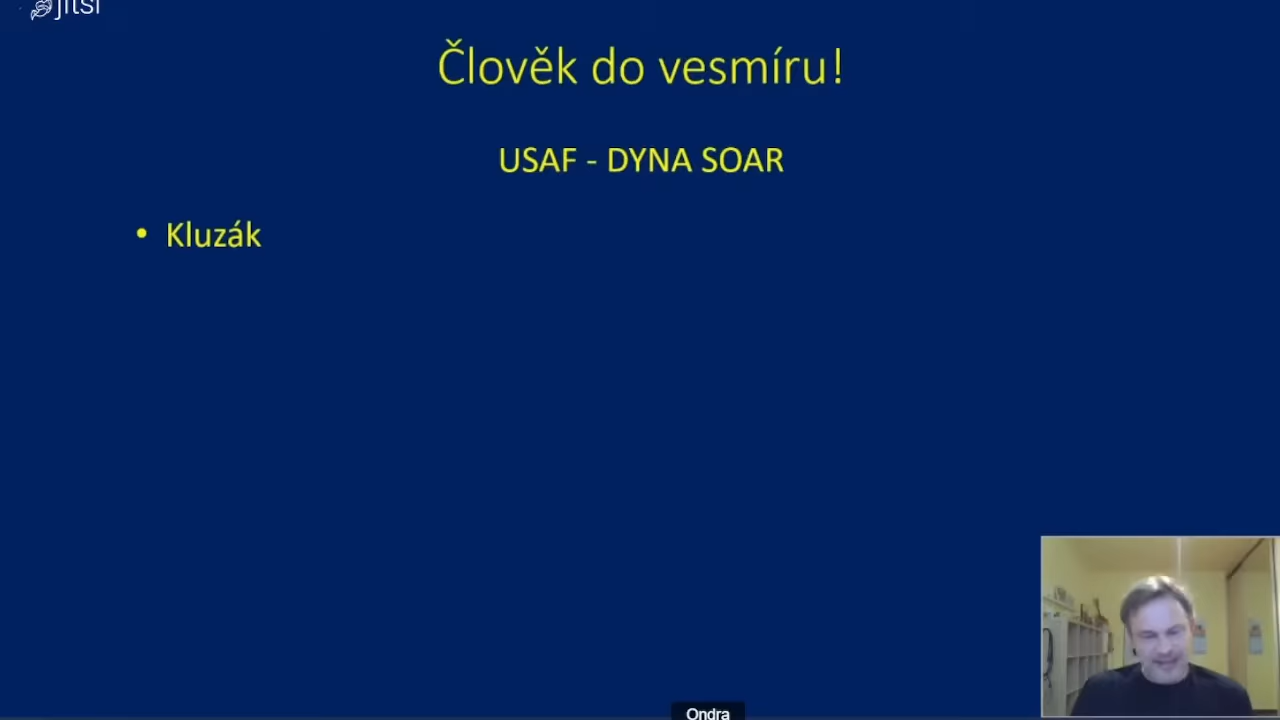 jitsi
Člověk do vesmíru!
USAF - DYNA SOAR
• Kluzák
Ondra